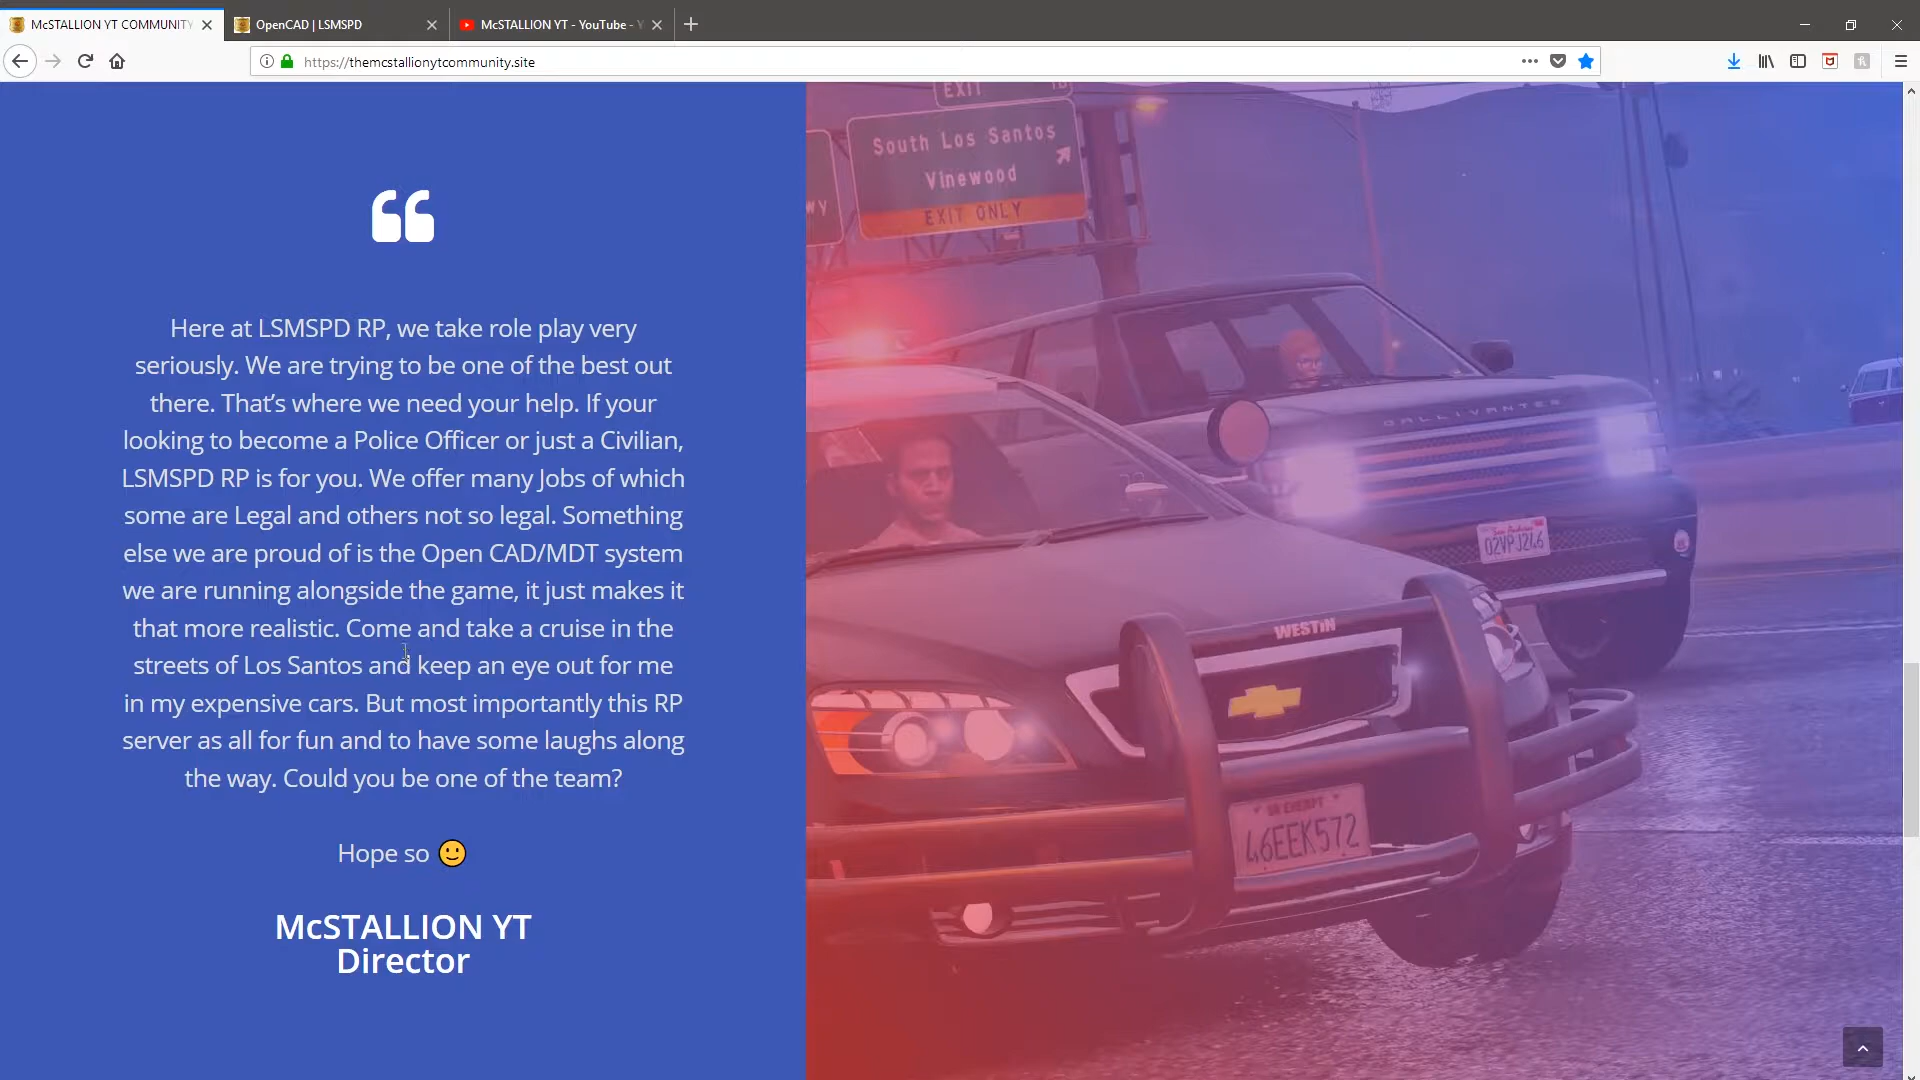 McSTALLION YT COMMUNITY
OpenCAD | LSMSPD
McSTALLION YT - YouTube -
https://themcstallionytcommunity.site
Here at LSMSPD RP, we take role play very
seriously. We are trying to be one of the best out
there. That’s where we need your help. If your
looking to become a Police Officer or just a Civilian,
LSMSPD RP is for you. We offer many Jobs of which
some are Legal and others not so legal. Something
else we are proud of is the Open CAD/MDT system
we are running alongside the game, it just makes it
that more realistic. Come and take a cruise in the
streets of Los Santos and keep an eye out for me
in my expensive cars. But most importantly this RP
server as all for fun and to have some laughs along
the way. Could you be one of the team?
Hope so 🙂
McSTALLION YT
Director
EXIT
South Los Santos
Vinewood
EXIT ONLY
GALLIVANTER
02VPJ246
WESTIN
SA EXEMPT
46EEK572